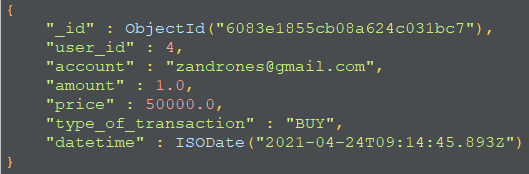 {
"_id" : ObjectId("6083e1855cb08a624c031bc7"),
"user_id" : 4,
"account" : "zandrones@gmail.com",
"amount" : 1.0,
"price" : 50000.0,
"type_of_transaction" : "BUY",
"datetime" : ISODate("2021-04-24T09:14:45.893Z")
}